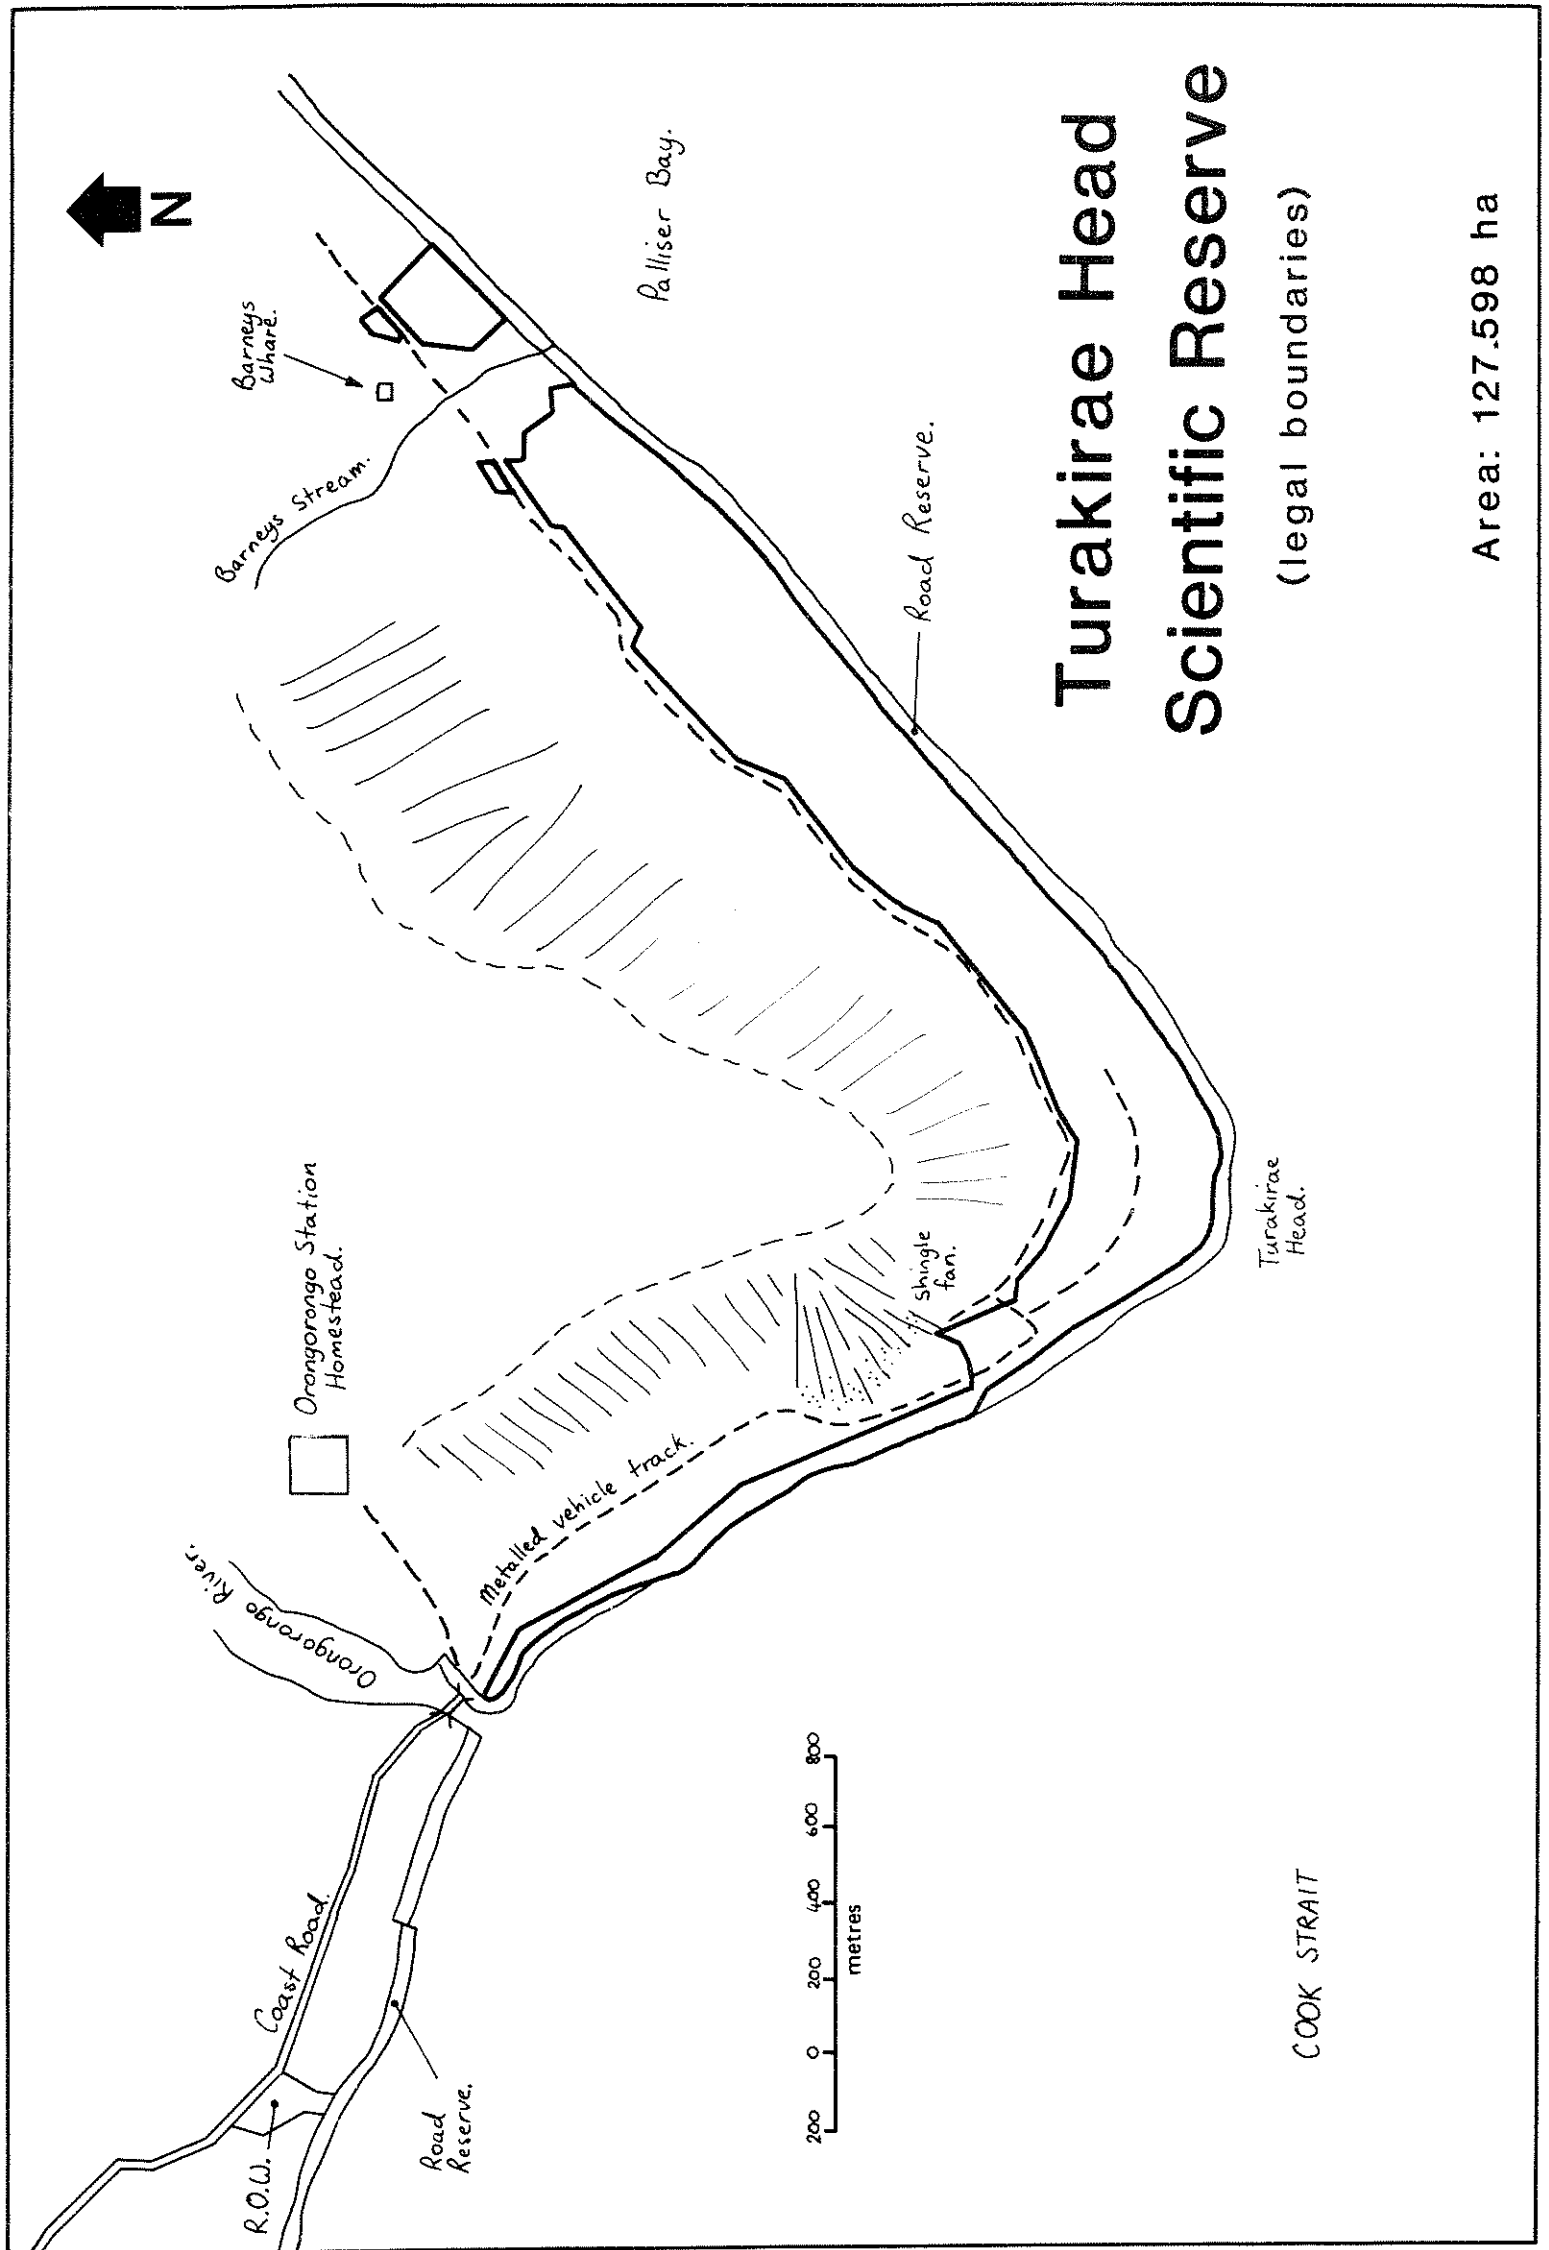 N
Barneys
Whare.
Barneys Stream.
Palliser Bay.
Road Reserve.
Turakirae Head
Scientific Reserve
(legal boundaries)
Area: 127.598 ha
Orongorongo Station
Homestead.
Orongorongo River.
Metalled vehicle track.
shingle
fan.
Turakirae
Head.
Coast Road.
R.O.W.
Road
Reserve.
200 0 200 400 600 800
metres
COOK STRAIT